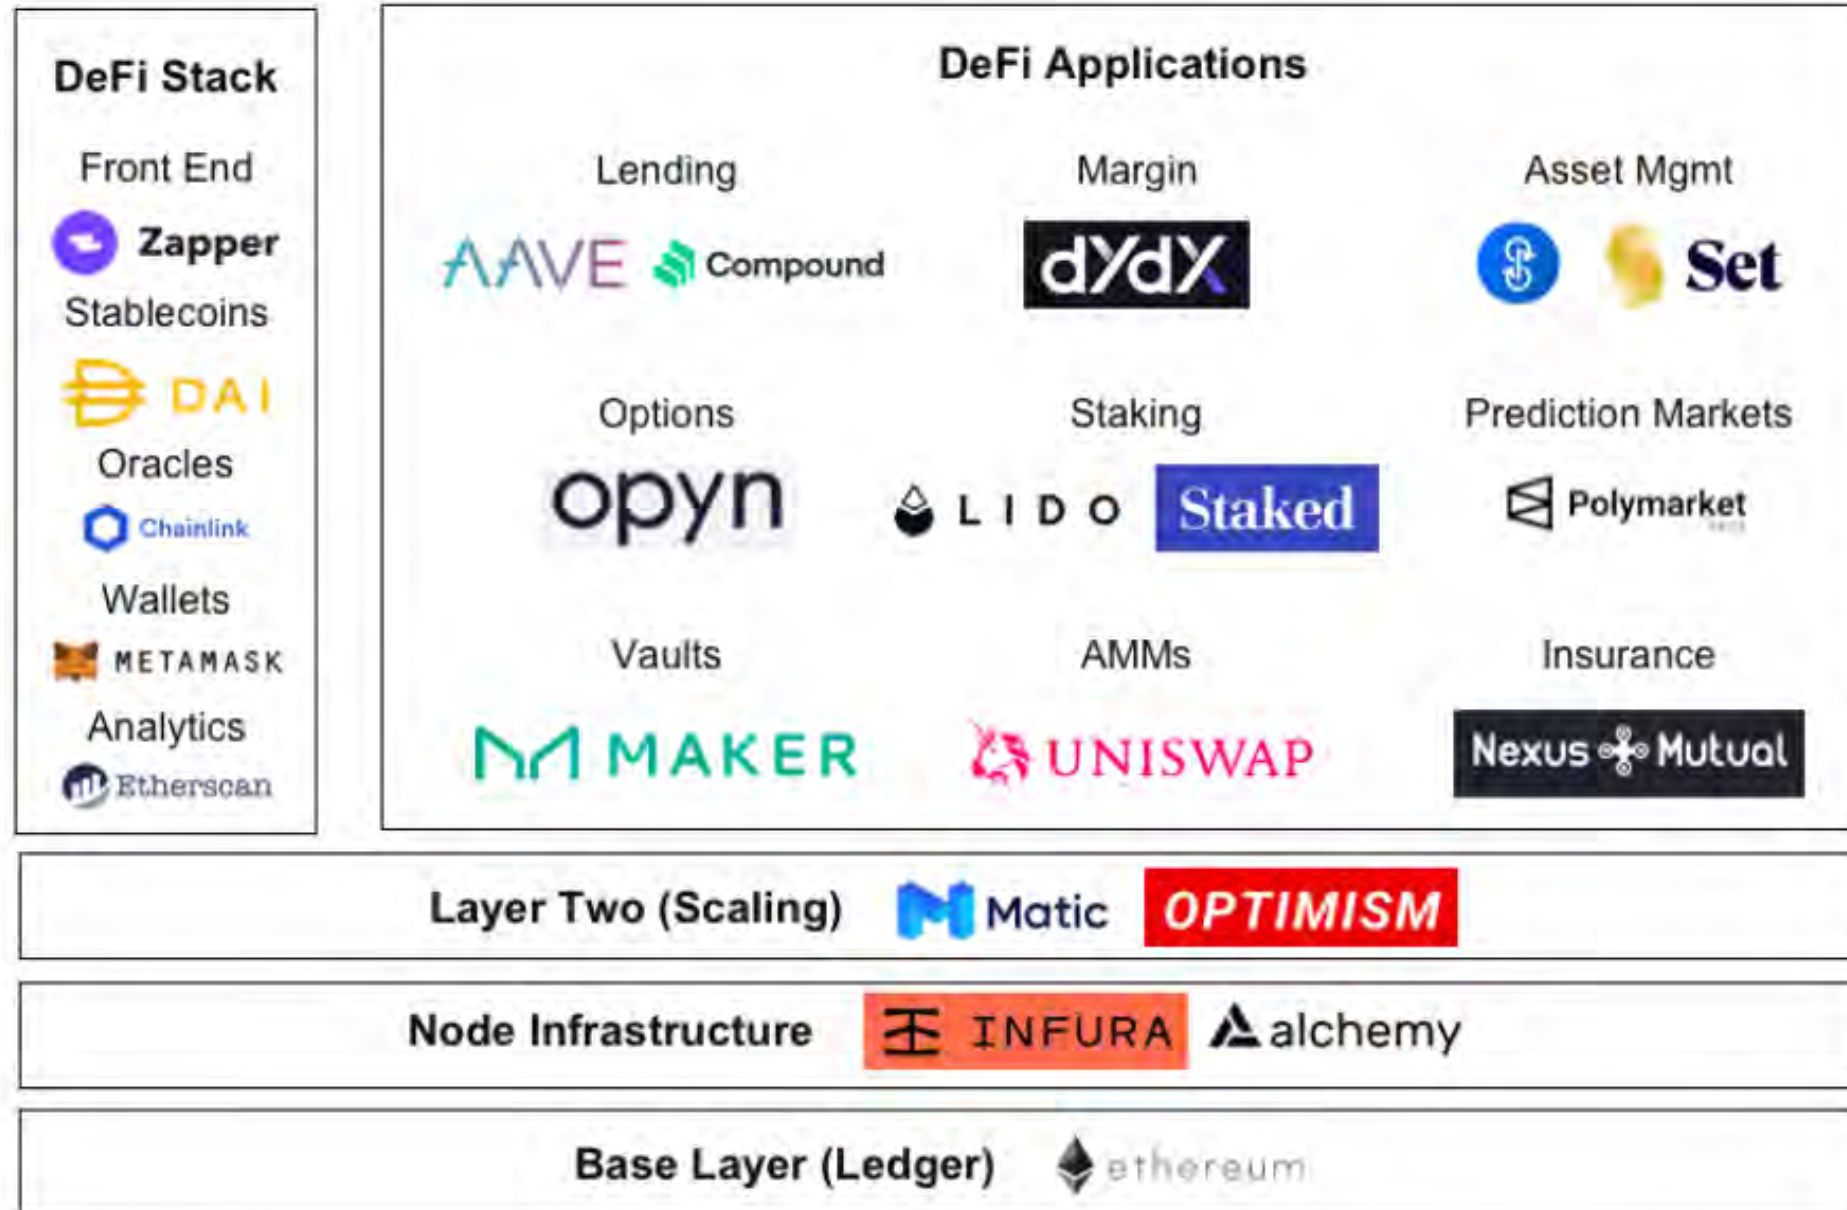 DeFi Stack
Front End
Zapper
Stablecoins
DAI
Oracles
Chainlink
Wallets
METAMASK
Analytics
Etherscan
DeFi Applications
Lending Margin Asset Mgmt
AAVE Compound dYdX Set
Options Staking Prediction Markets
opyn LIDO Staked Polymarket
Vaults AMMs Insurance
MAKER UNISWAP Nexus Mutual
Layer Two (Scaling) Matic OPTIMISM
Node Infrastructure INFURA alchemy
Base Layer (Ledger) ethereum